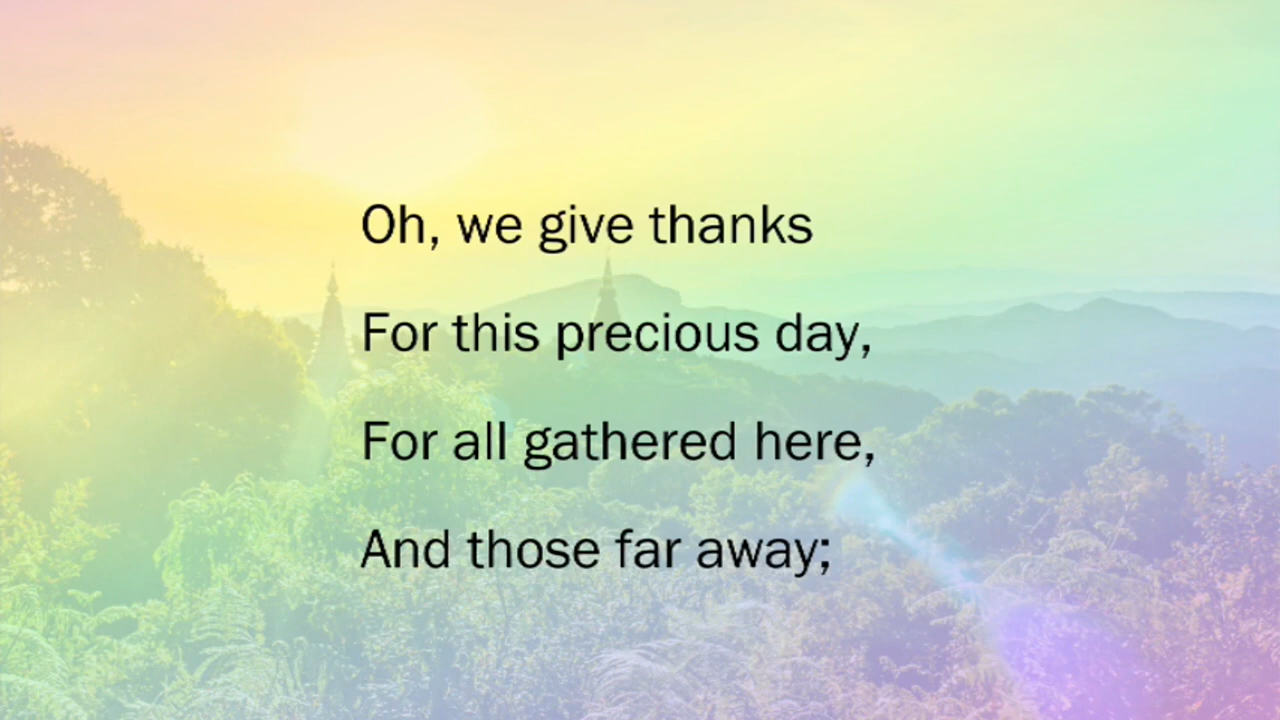 Oh, we give thanks
For this precious day,
For all gathered here,
And those far away;